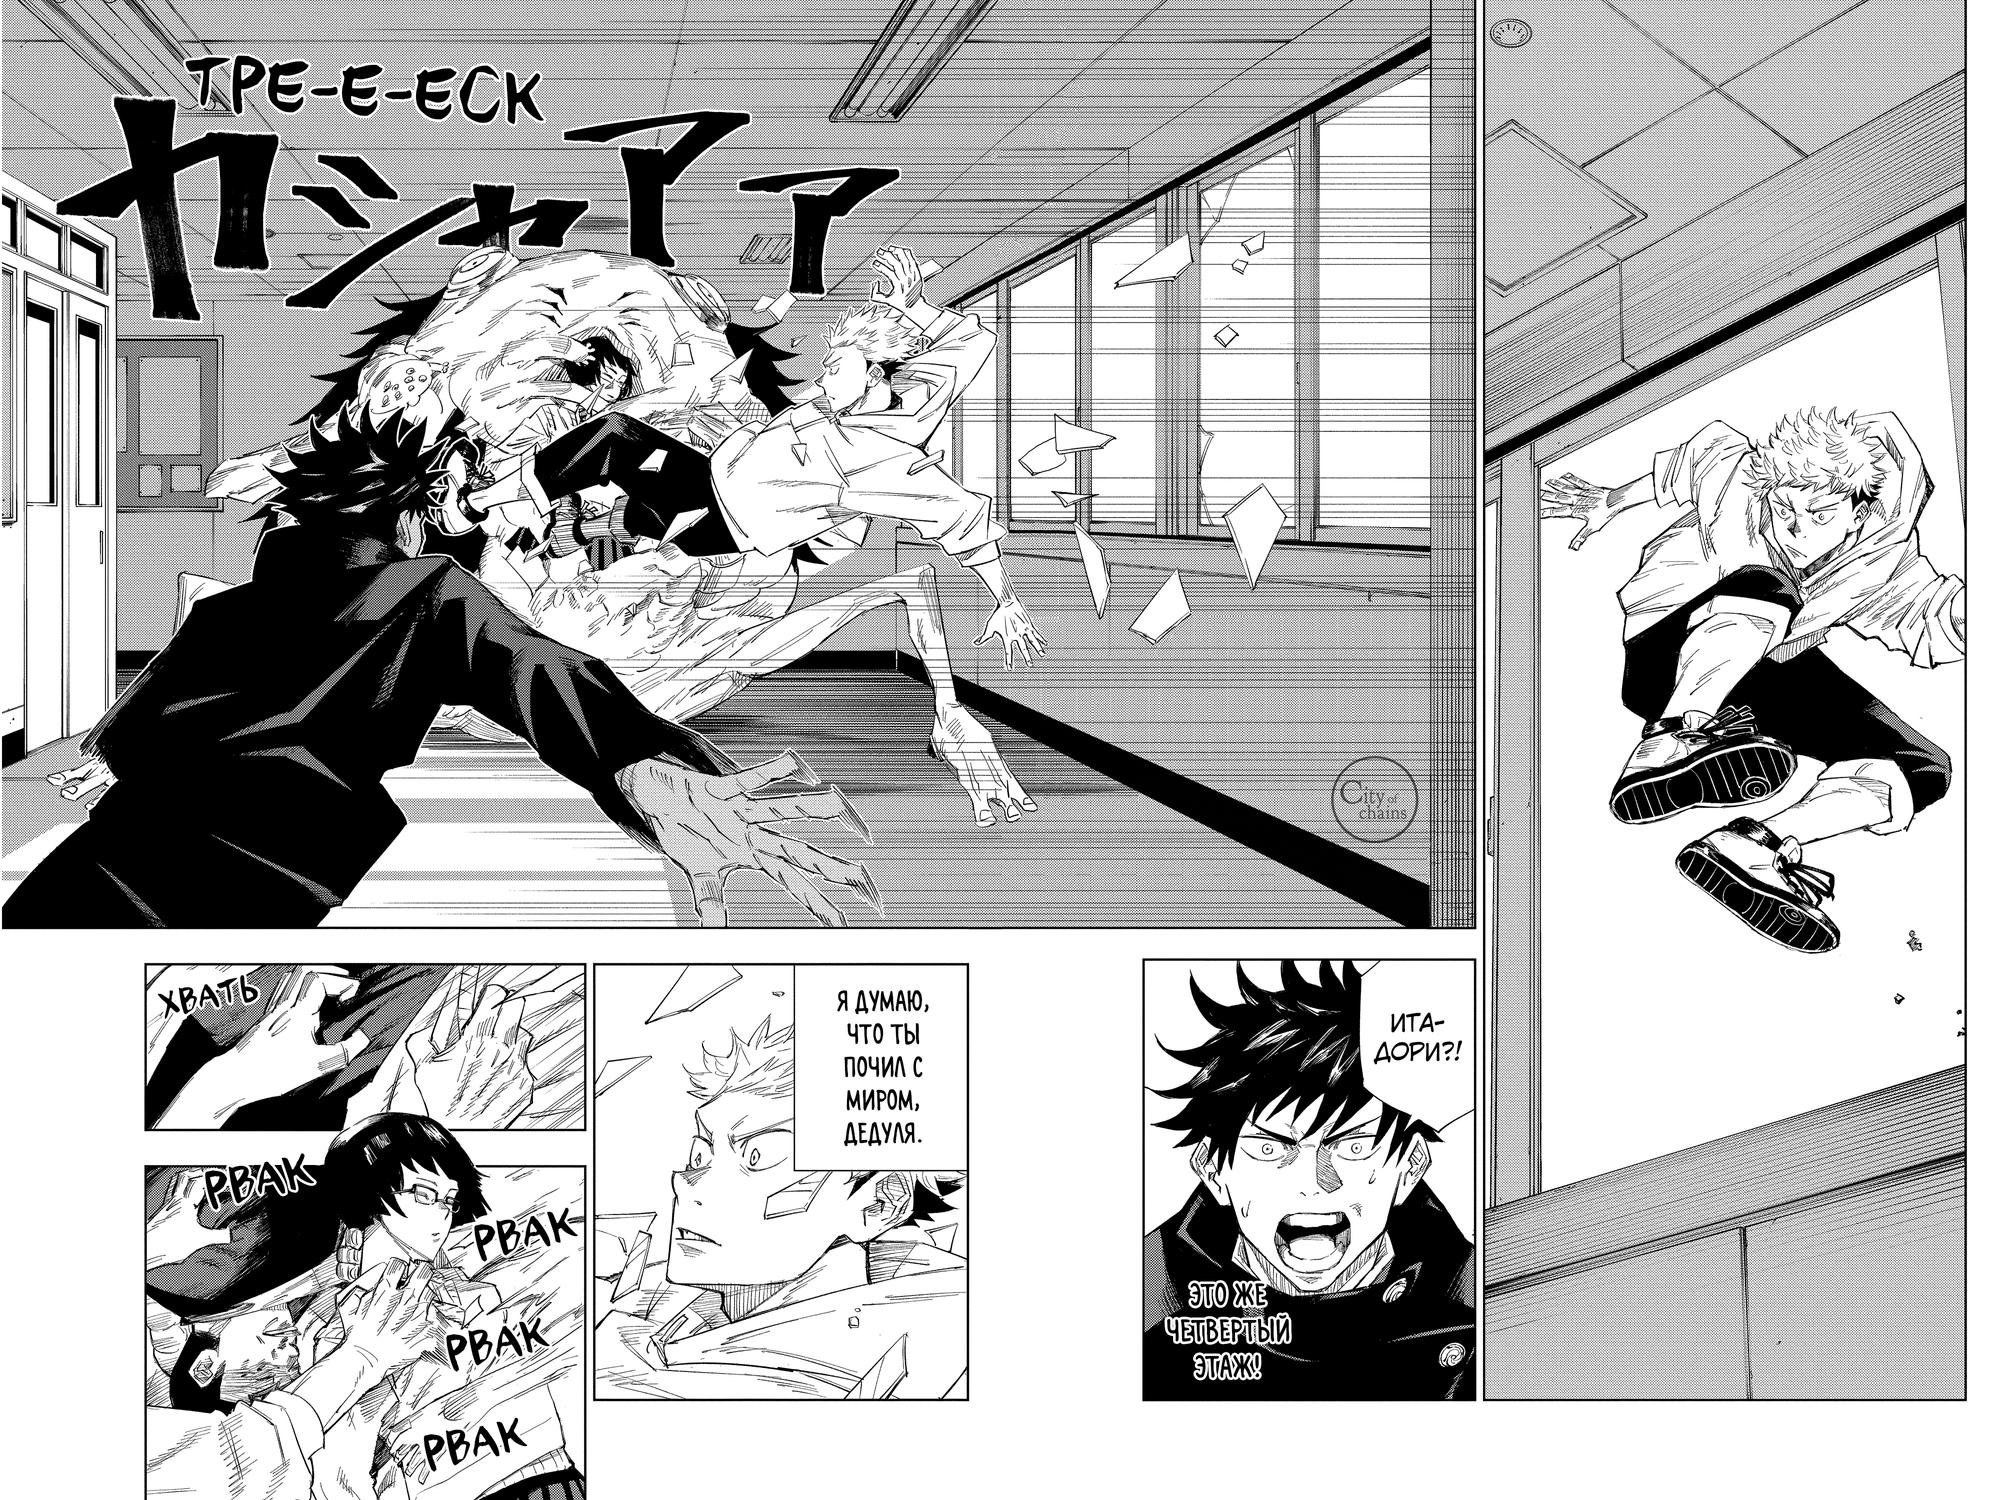 ИТА-
ДОРИ?!
ЭТО ЖЕ
ЧЕТВЕРТЫЙ
ЭТАЖ!
ТРЕ-Е-ЕСК
カシャアア
City of
chains
Я ДУМАЮ,
ЧТО ТЫ
ПОЧИЛ С
МИРОМ,
ДЕДУЛЯ.
ХВАТЬ
РВАК
РВАК
РВАК
РВАК